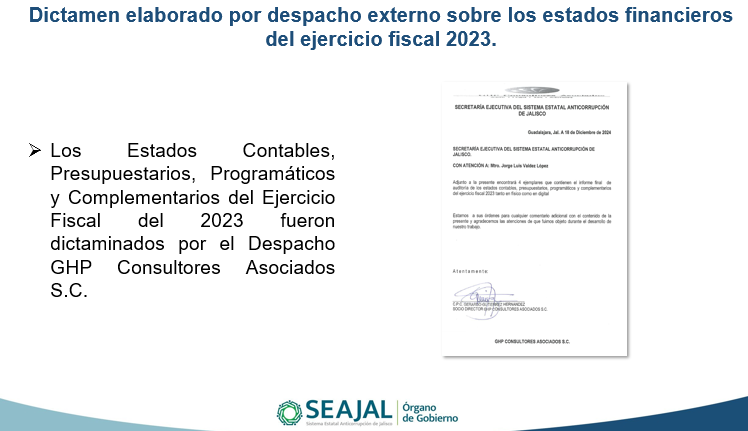 Dictamen elaborado por despacho externo sobre los estados financieros
del ejercicio fiscal 2023.
➢ Los Estados Contables,
Presupuestarios, Programáticos
y Complementarios del Ejercicio
Fiscal del 2023 fueron
dictaminados por el Despacho
GHP Consultores Asociados
S.C.
SECRETARÍA EJECUTIVA DEL SISTEMA ESTATAL ANTICORRUPCIÓN
DE JALISCO
Guadalajara, Jal. A 18 de Diciembre de 2024
SECRETARÍA EJECUTIVA DEL SISTEMA ESTATAL ANTICORRUPCIÓN DE
JALISCO.
CON ATENCIÓN A: Mtro. Jorge Luis Valdez López
Adjunto a la presente encontrará 4 ejemplares que contienen el informe final de
auditoría de los estados contables, presupuestarios, programáticos y complementarios
del ejercicio fiscal 2023 tanto en físico como en digital
Estamos a sus órdenes para cualquier comentario adicional con el contenido de la
presente y agradecemos las atenciones de que fuimos objeto durante el desarrollo de
nuestro trabajo.
Atentamente:
HERNANDEZ
SOCIO DIRECTOR GHP CONSULTORES ASOCIADOS S.C
GHP CONSULTORES ASOCIADOS S.C.
SEAJAL
Sistema Estatal Anticorrupción de Jalisco
Órgano
de Gobierno